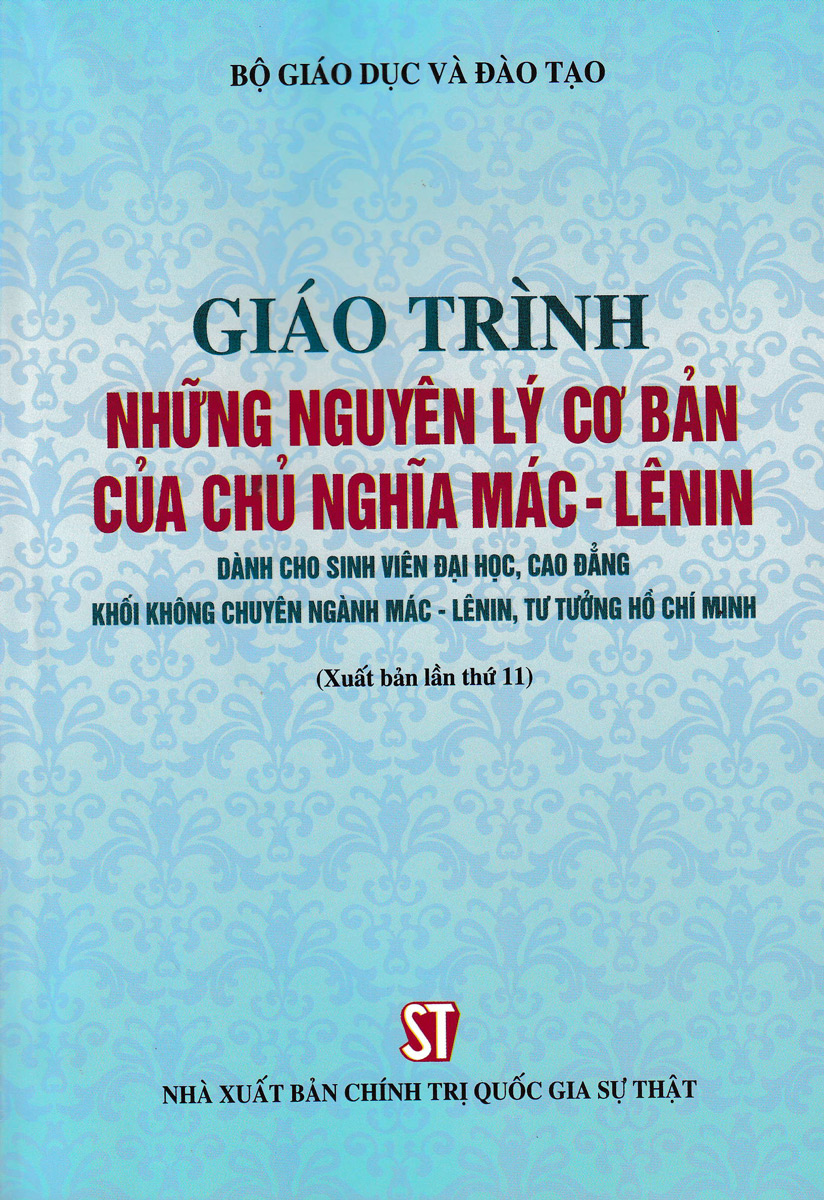 BỘ GIÁO DỤC VÀ ĐÀO TẠO
GIÁO TRÌNH
NHỮNG NGUYÊN LÝ CƠ BẢN
CỦA CHỦ NGHĨA MÁC - LÊNIN
DÀNH CHO SINH VIÊN ĐẠI HỌC, CAO ĐẲNG
KHỐI KHÔNG CHUYÊN NGÀNH MÁC - LÊNIN, TƯ TƯỞNG HỒ CHÍ MINH
(Xuất bản lần thứ 11)
ST
NHÀ XUẤT BẢN CHÍNH TRỊ QUỐC GIA SỰ THẬT